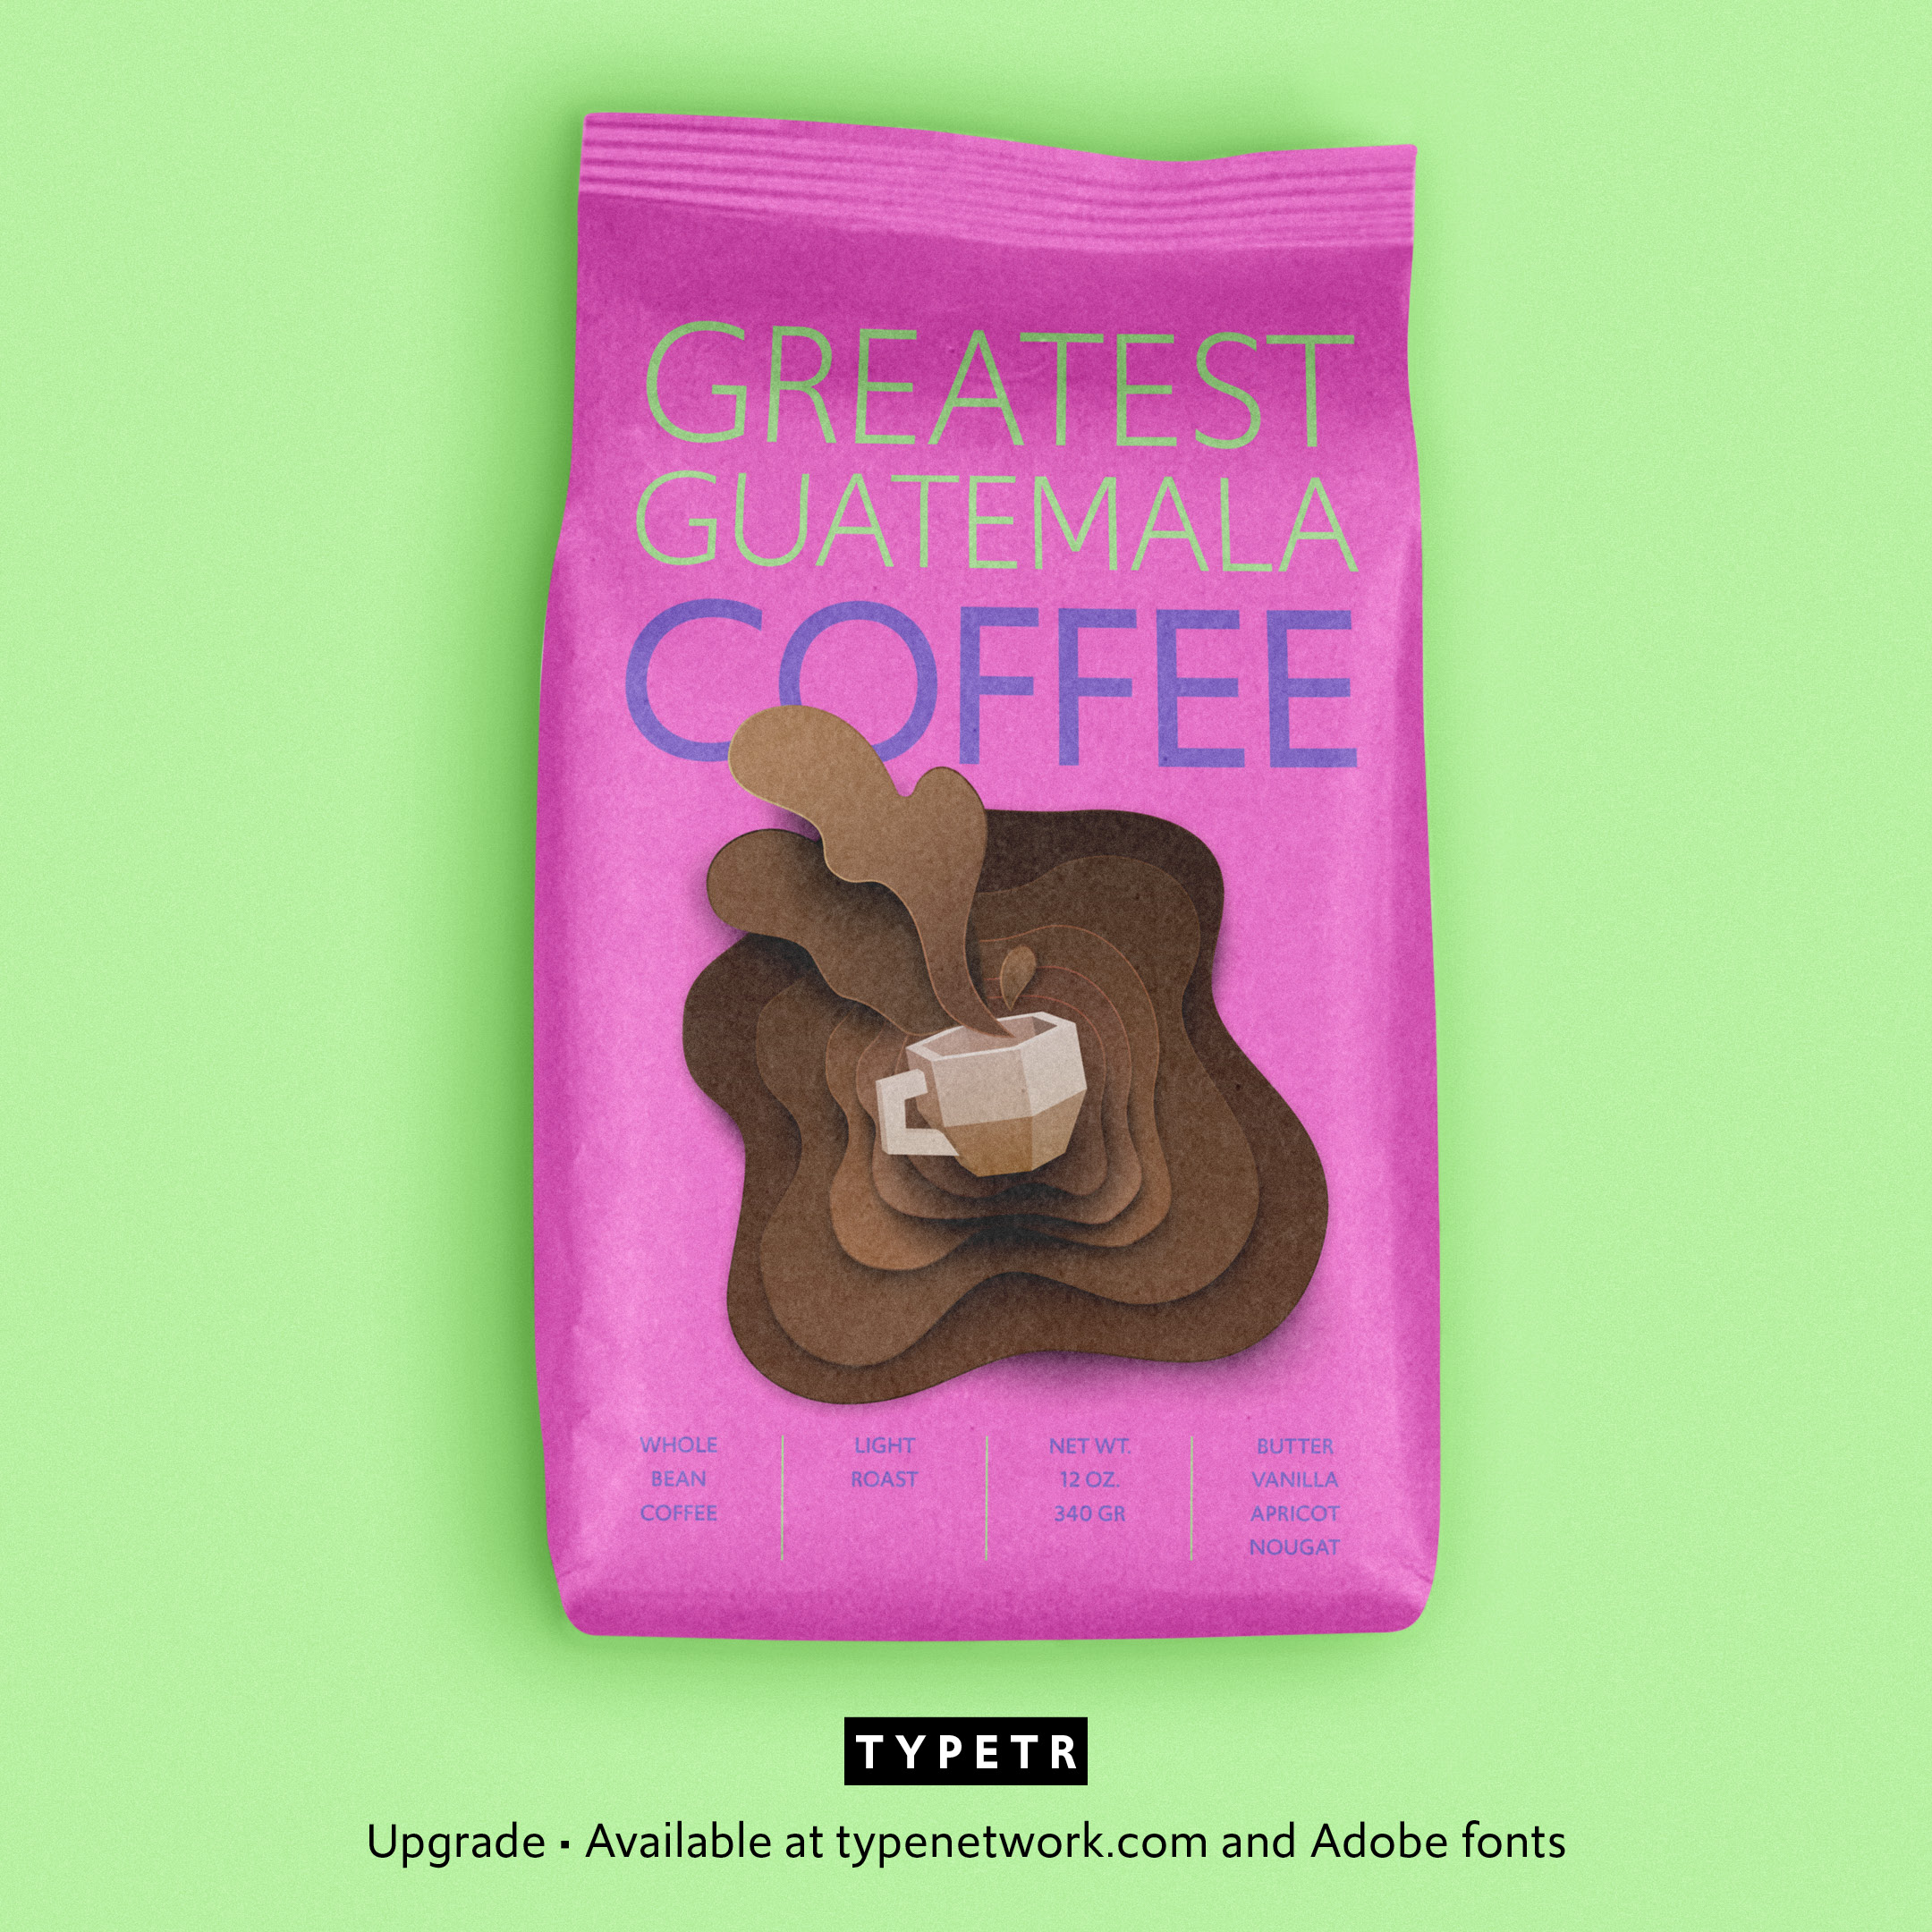 GREATEST
GUATEMALA
COFFEE
WHOLE
BEAN
COFFEE
LIGHT
ROAST
NET WT.
12 OZ.
340 GR
BUTTER
VANILLA
APRICOT
NOUGAT
TYPETR
Upgrade ▪ Available at typenetwork.com and Adobe fonts